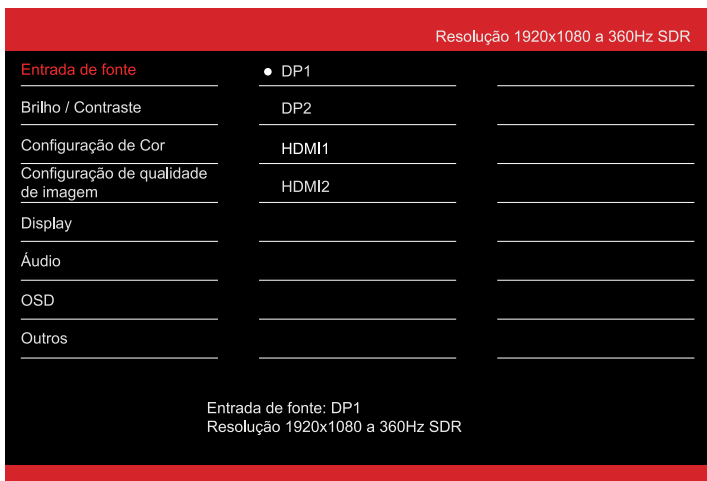 Resolução 1920x1080 a 360Hz SDR
Entrada de fonte
DP1
Brilho / Contraste
DP2
Configuração de Cor
HDMI1
Configuração de qualidade
de imagem
HDMI2
Display
Áudio
OSD
Outros
Entrada de fonte: DP1
Resolução 1920x1080 a 360Hz SDR